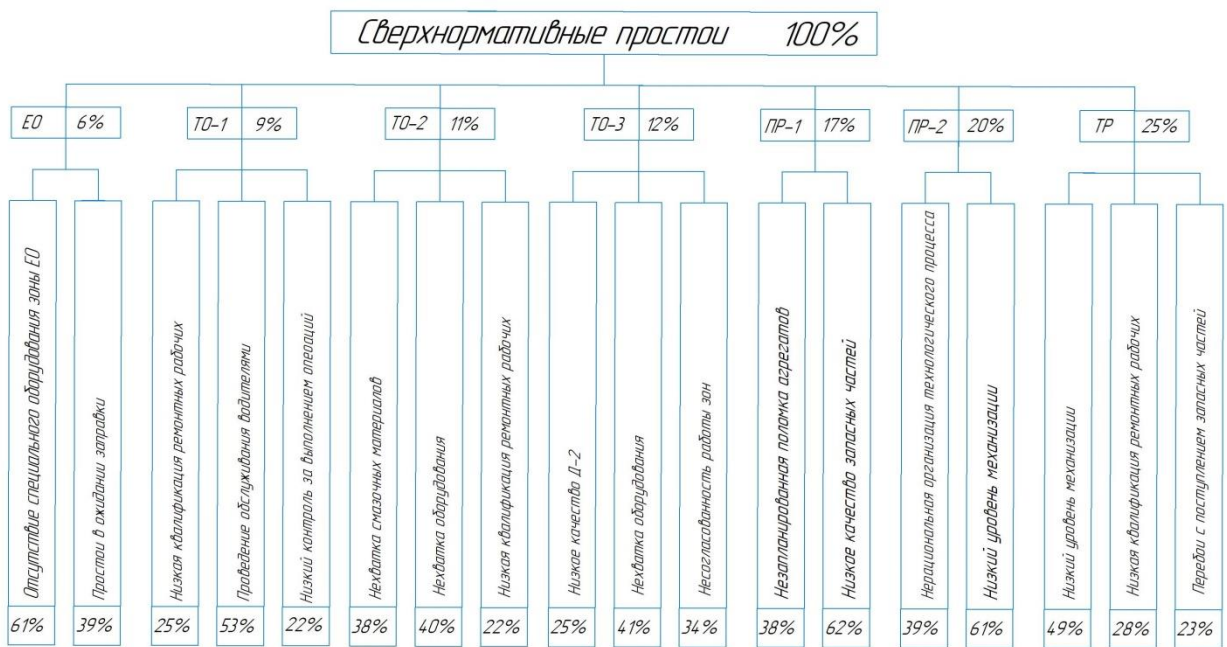 Сверхнормативные простои 100%
ЕО 6%
ТО-1 9%
ТО-2 11%
ТО-3 12%
ПР-1 17%
ПР-2 20%
ТР 25%
Отсутствие специального оборудования зоны ЕО
Простои в ожидании заправки
Низкая квалификация ремонтных рабочих
Проведение обслуживания водителями
Низкий контроль за выполнением операций
Нехватка смазочных материалов
Нехватка оборудования
Низкая квалификация ремонтных рабочих
Низкое качество Д-2
Нехватка оборудования
Несогласованность работы зон
Незапланированная поломка агрегатов
Низкое качество запасных частей
Нерациональная организация технологического процесса
Низкий уровень механизации
Низкий уровень механизации
Низкая квалификация ремонтных рабочих
Перебои с поступлением запасных частей
61% 39% 25% 53% 22% 38% 40% 22% 25% 41% 34% 38% 62% 39% 61% 49% 28% 23%